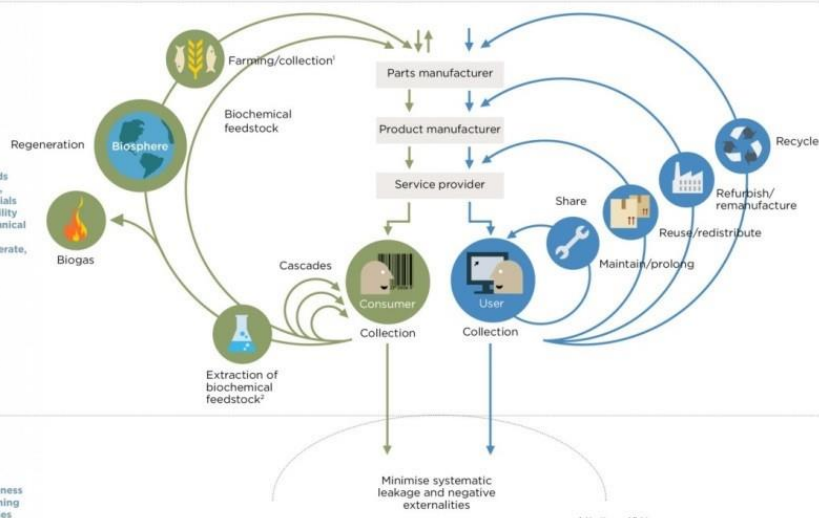 Farming/collection¹
Parts manufacturer
Biochemical
feedstock
Product manufacturer
Regeneration
Biosphere
Recycle
Service provider
Share
Refurbish/
remanufacture
Reuse/redistribute
Biogas
Cascades
Maintain/prolong
Consumer
User
Collection
Collection
Extraction of
biochemical
feedstock²
Minimise systematic
leakage and negative
externalities